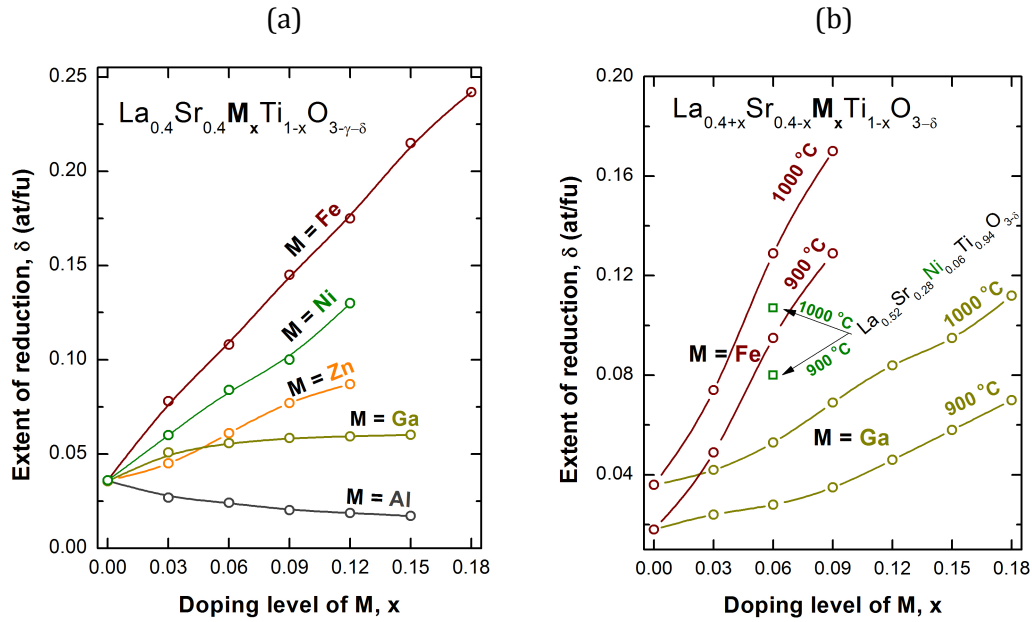 (a)
(b)
La0.4Sr0.4MxTi1-xO3-γ-δ
0.25
0.20
0.15
0.10
0.05
0.00
Extent of reduction, δ (at/fu)
M = Fe
M = Ni
M = Zn
M = Ga
M = Al
0.00 0.03 0.06 0.09 0.12 0.15 0.18
Doping level of M, x
La0.4+xSr0.4-xMxTi1-xO3-δ
0.20
0.16
0.12
0.08
0.04
Extent of reduction, δ (at/fu)
1000 °C
900 °C
La0.52Sr0.28Ni0.06Ti0.94O3-δ
1000 °C
900 °C
M = Fe
1000 °C
M = Ga
900 °C
0.00 0.03 0.06 0.09 0.12 0.15 0.18
Doping level of M, x